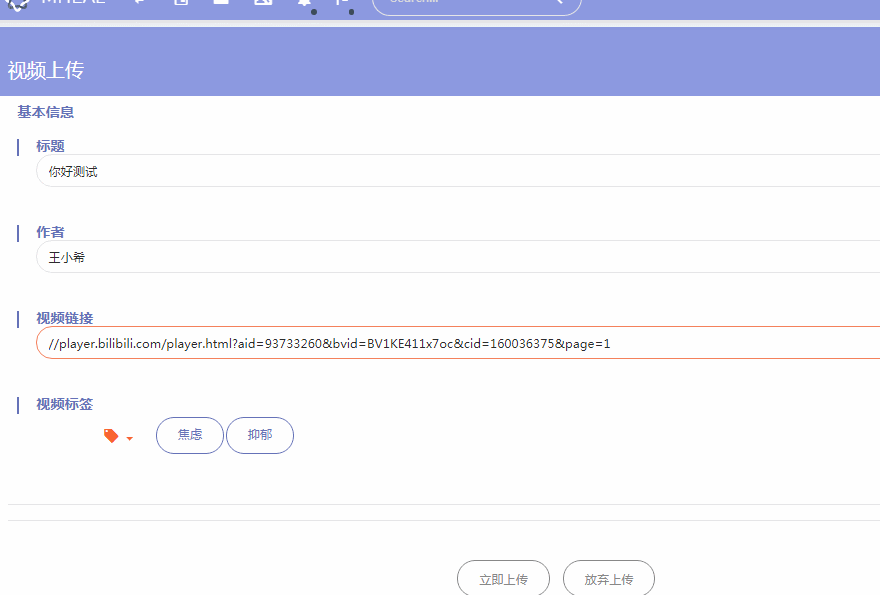 MHEAL
Search...
视频上传
基本信息
标题
你好测试
作者
王小希
视频链接
//player.bilibili.com/player.html?aid=93733260&bvid=BV1KE411x7oc&cid=160036375&page=1
视频标签
焦虑 抑郁
立即上传 放弃上传